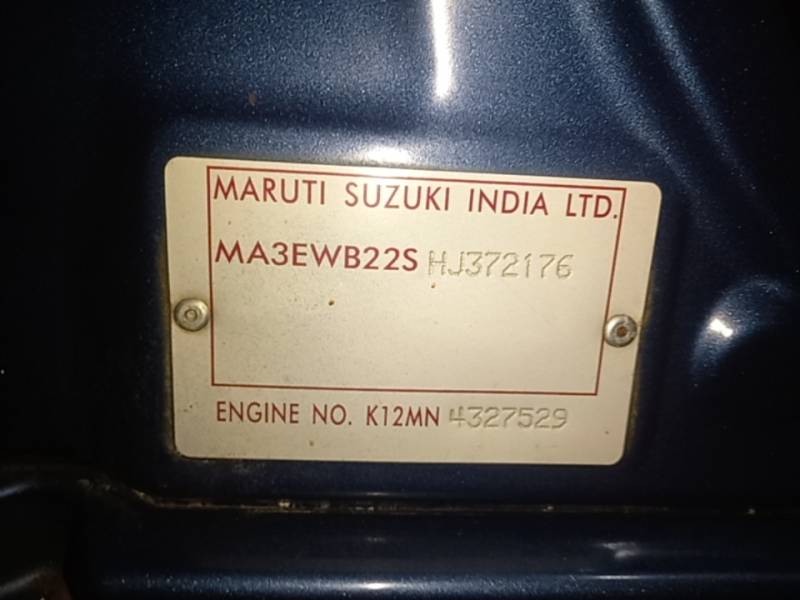 MARUTI SUZUKI INDIA LTD.
MA3EWB22S HJ372176
ENGINE NO. K12MN 4327529